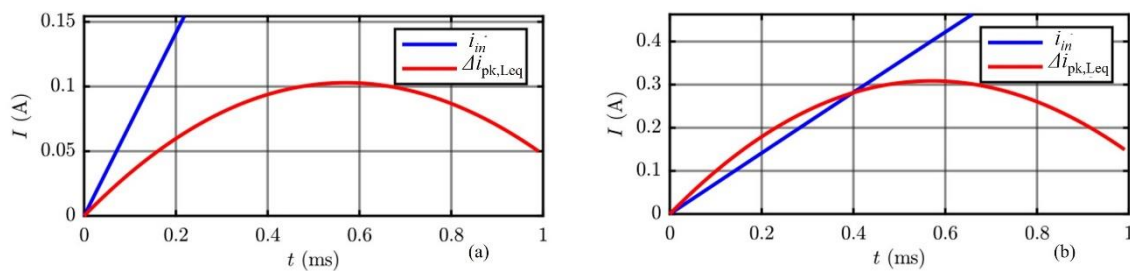 0.15
0.1
0.05
0
I (A)
i_in
Δi_pk,Leq
0 0.2 0.4 0.6 0.8 1
t (ms)
(a)
0.4
0.3
0.2
0.1
0
I (A)
i_in
Δi_pk,Leq
0 0.2 0.4 0.6 0.8 1
t (ms)
(b)